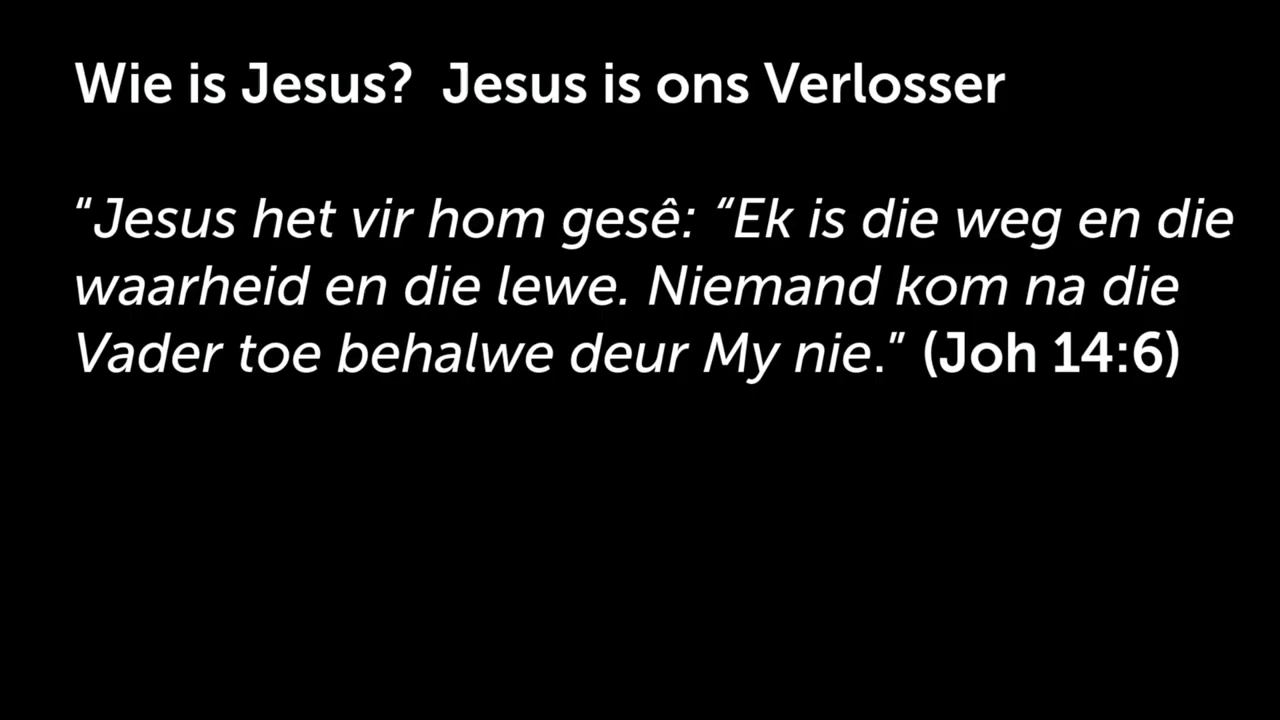 Wie is Jesus?  Jesus is ons Verlosser
“Jesus het vir hom gesê: “Ek is die weg en die
waarheid en die lewe. Niemand kom na die
Vader toe behalwe deur My nie.” (Joh 14:6)